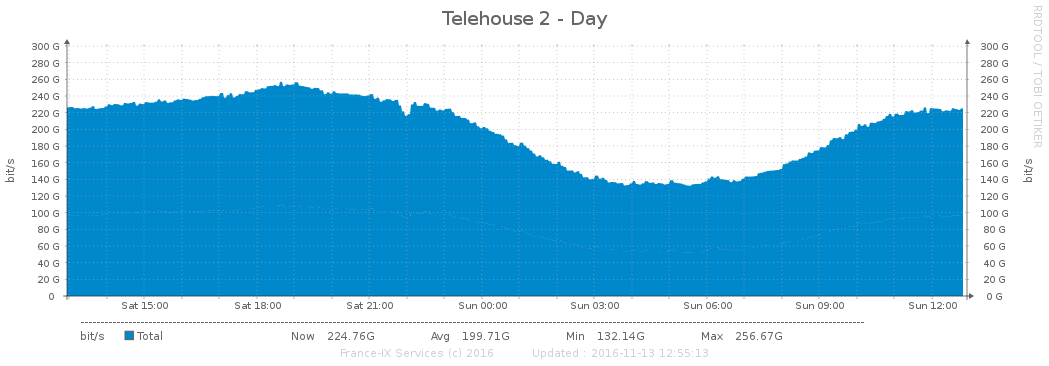 Telehouse 2 - Day
RRDTOOL / TOBI OETIKER
bit/s
300 G 300 G
280 G 280 G
260 G 260 G
240 G 240 G
220 G 220 G
200 G 200 G
180 G 180 G
160 G 160 G
140 G 140 G
120 G 120 G
100 G 100 G
80 G 80 G
60 G 60 G
40 G 40 G
20 G 20 G
0 0 G
bit/s
Sat 15:00 Sat 18:00 Sat 21:00 Sun 00:00 Sun 03:00 Sun 06:00 Sun 09:00 Sun 12:00
bit/s Total Now 224.76G Avg 199.71G Min 132.14G Max 256.67G
France-IX Services (c) 2016 Updated : 2016-11-13 12:55:13